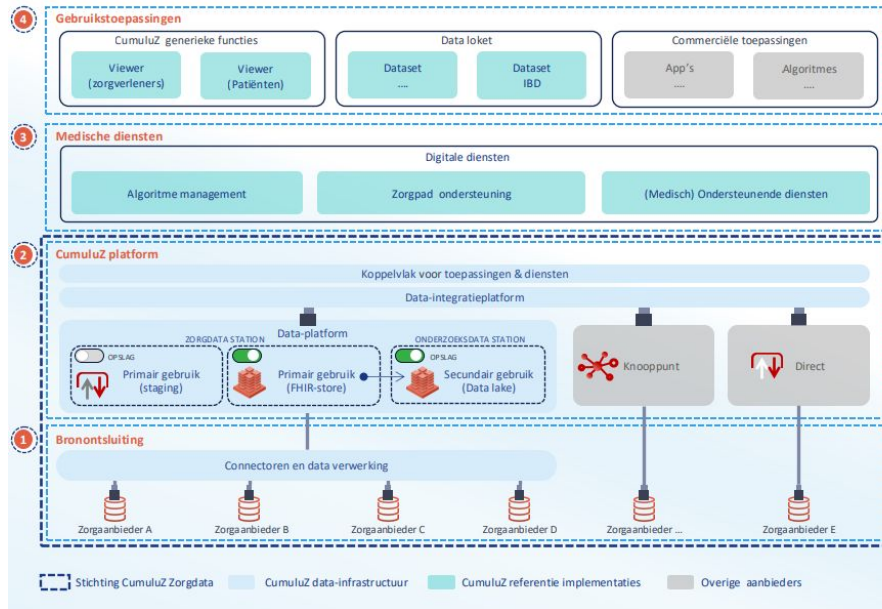 4
Gebruikstoepassingen
CumuluZ generieke functies
Data loket
Commerciële toepassingen
Viewer
(zorgverleners)
Viewer
(Patiënten)
Dataset
....
Dataset
IBD
App's
....
Algoritmes
....
3
Medische diensten
Digitale diensten
Algoritme management
Zorgpad ondersteuning
(Medisch) Ondersteunende diensten
2
CumuluZ platform
Koppelvlak voor toepassingen & diensten
Data-integratieplatform
Data-platform
ZORGDATA STATION
ONDERZOEKSDATA STATION
OPSLAG
OPSLAG
OPSLAG
Primair gebruik
(staging)
Primair gebruik
(FHIR-store)
Secundair gebruik
(Data lake)
Knooppunt
Direct
1
Bronontsluiting
Connectoren en data verwerking
Zorgaanbieder A
Zorgaanbieder B
Zorgaanbieder C
Zorgaanbieder D
Zorgaanbieder ...
Zorgaanbieder E
Stichting CumuluZ Zorgdata
CumuluZ data-infrastructuur
CumuluZ referentie implementaties
Overige aanbieders